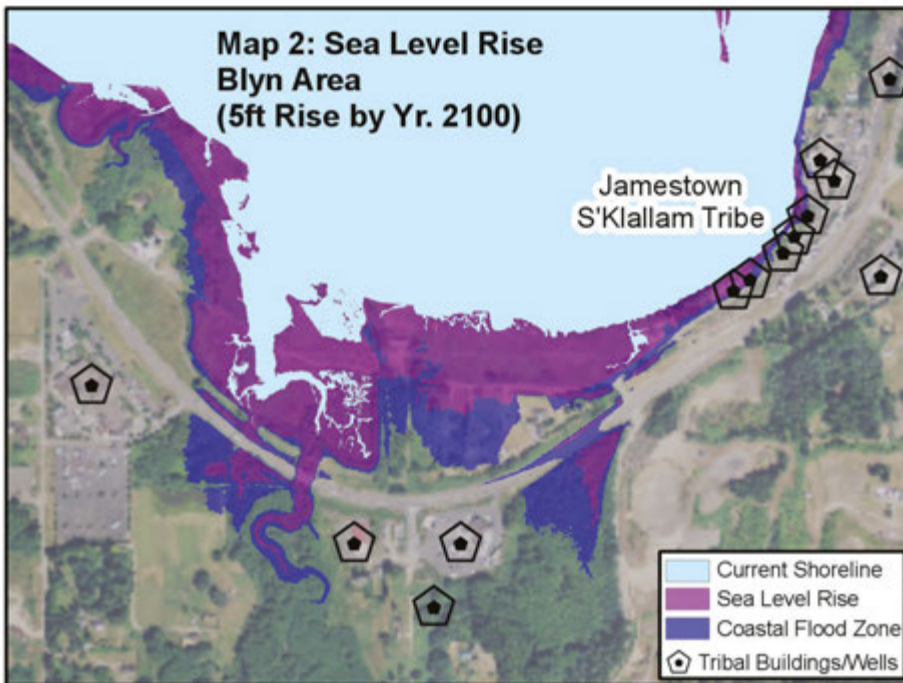 Map 2: Sea Level Rise
Blyn Area
(5ft Rise by Yr. 2100)
Jamestown
S'Klallam Tribe
Current Shoreline
Sea Level Rise
Coastal Flood Zone
Tribal Buildings/Wells